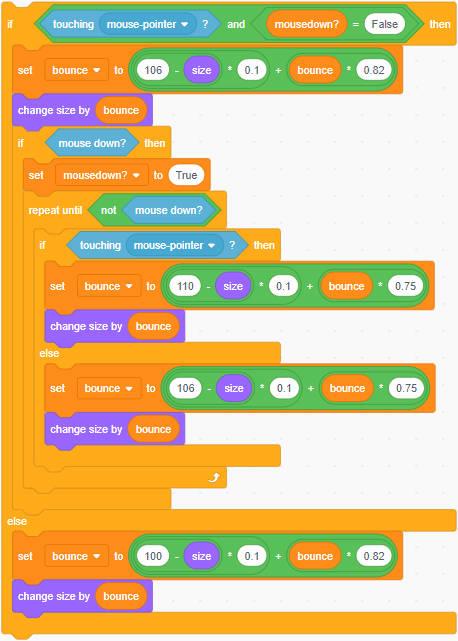 if touching mouse-pointer ? and mousedown? = False then
set bounce to 106 - size * 0.1 + bounce * 0.82
change size by bounce
if mouse down? then
set mousedown? to True
repeat until not mouse down?
if touching mouse-pointer ? then
set bounce to 110 - size * 0.1 + bounce * 0.75
change size by bounce
else
set bounce to 106 - size * 0.1 + bounce * 0.75
change size by bounce
else
set bounce to 100 - size * 0.1 + bounce * 0.82
change size by bounce